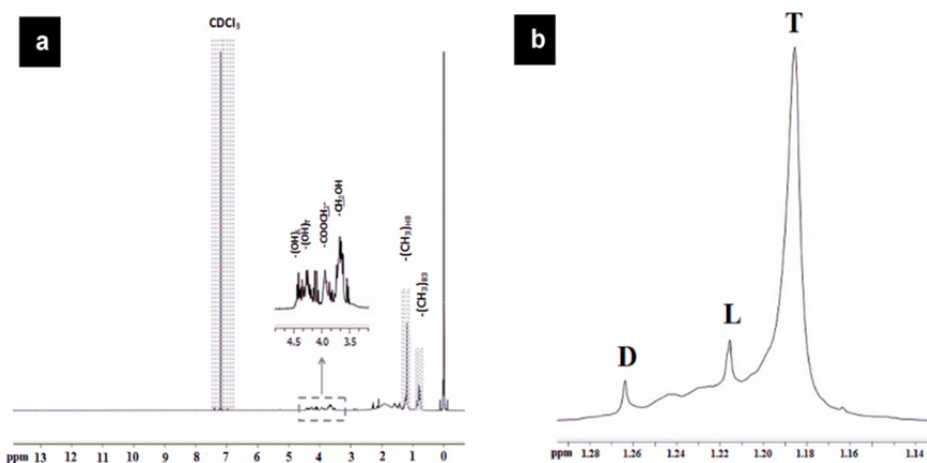 a
CDCl₃
-(OH)L
-(OH)T
-COOCH₂-
-CH₂OH
-(CH₃)HB
-(CH₃)B3
4.5 4.0 3.5
ppm 13 12 11 10 9 8 7 6 5 4 3 2 1 0
b
T
L
D
ppm 1.28 1.26 1.24 1.22 1.20 1.18 1.16 1.14